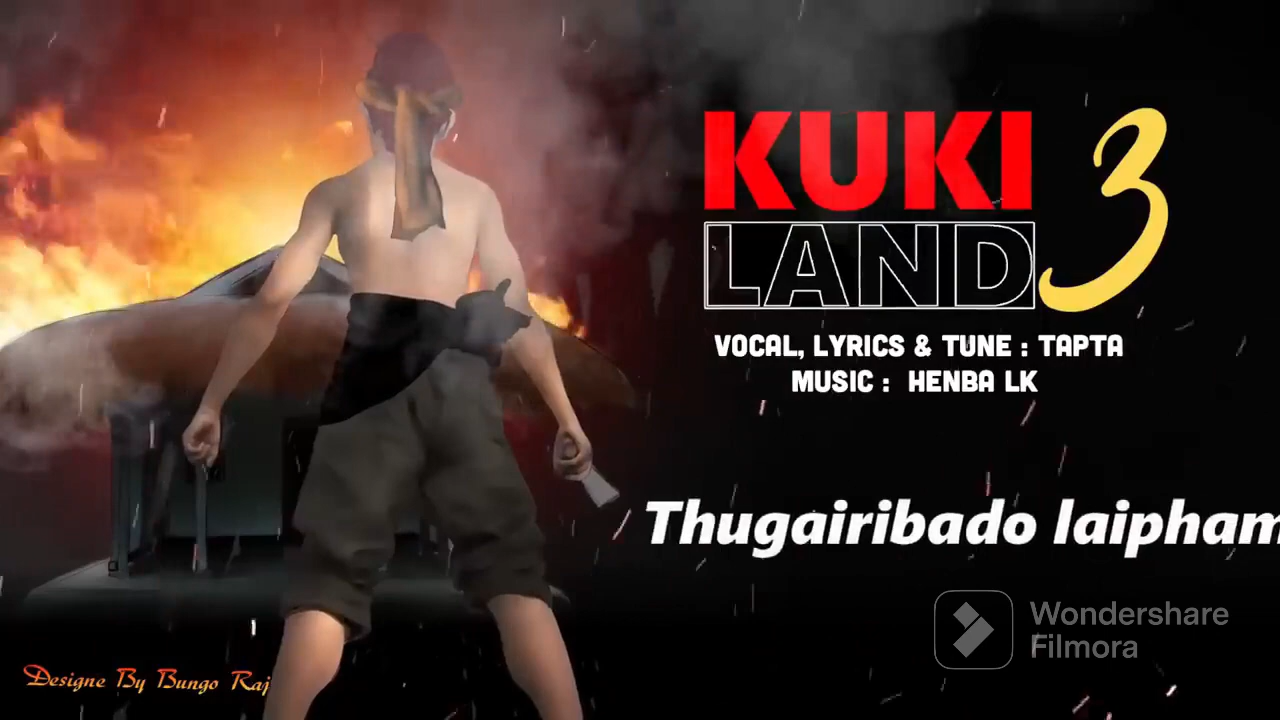 KUKI
LAND 3
VOCAL, LYRICS & TUNE : TAPTA
MUSIC : HENBA LK
Thugairibado laipham
Wondershare
Filmora
Designe By Bungo Raj